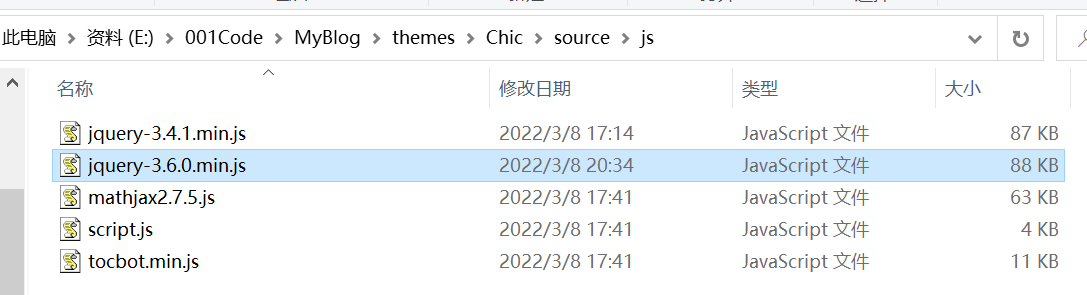 此电脑 > 资料 (E:) > 001Code > MyBlog > themes > Chic > source > js
名称 修改日期 类型 大小
jquery-3.4.1.min.js 2022/3/8 17:14 JavaScript 文件 87 KB
jquery-3.6.0.min.js 2022/3/8 20:34 JavaScript 文件 88 KB
mathjax2.7.5.js 2022/3/8 17:41 JavaScript 文件 63 KB
script.js 2022/3/8 17:41 JavaScript 文件 4 KB
tocbot.min.js 2022/3/8 17:41 JavaScript 文件 11 KB